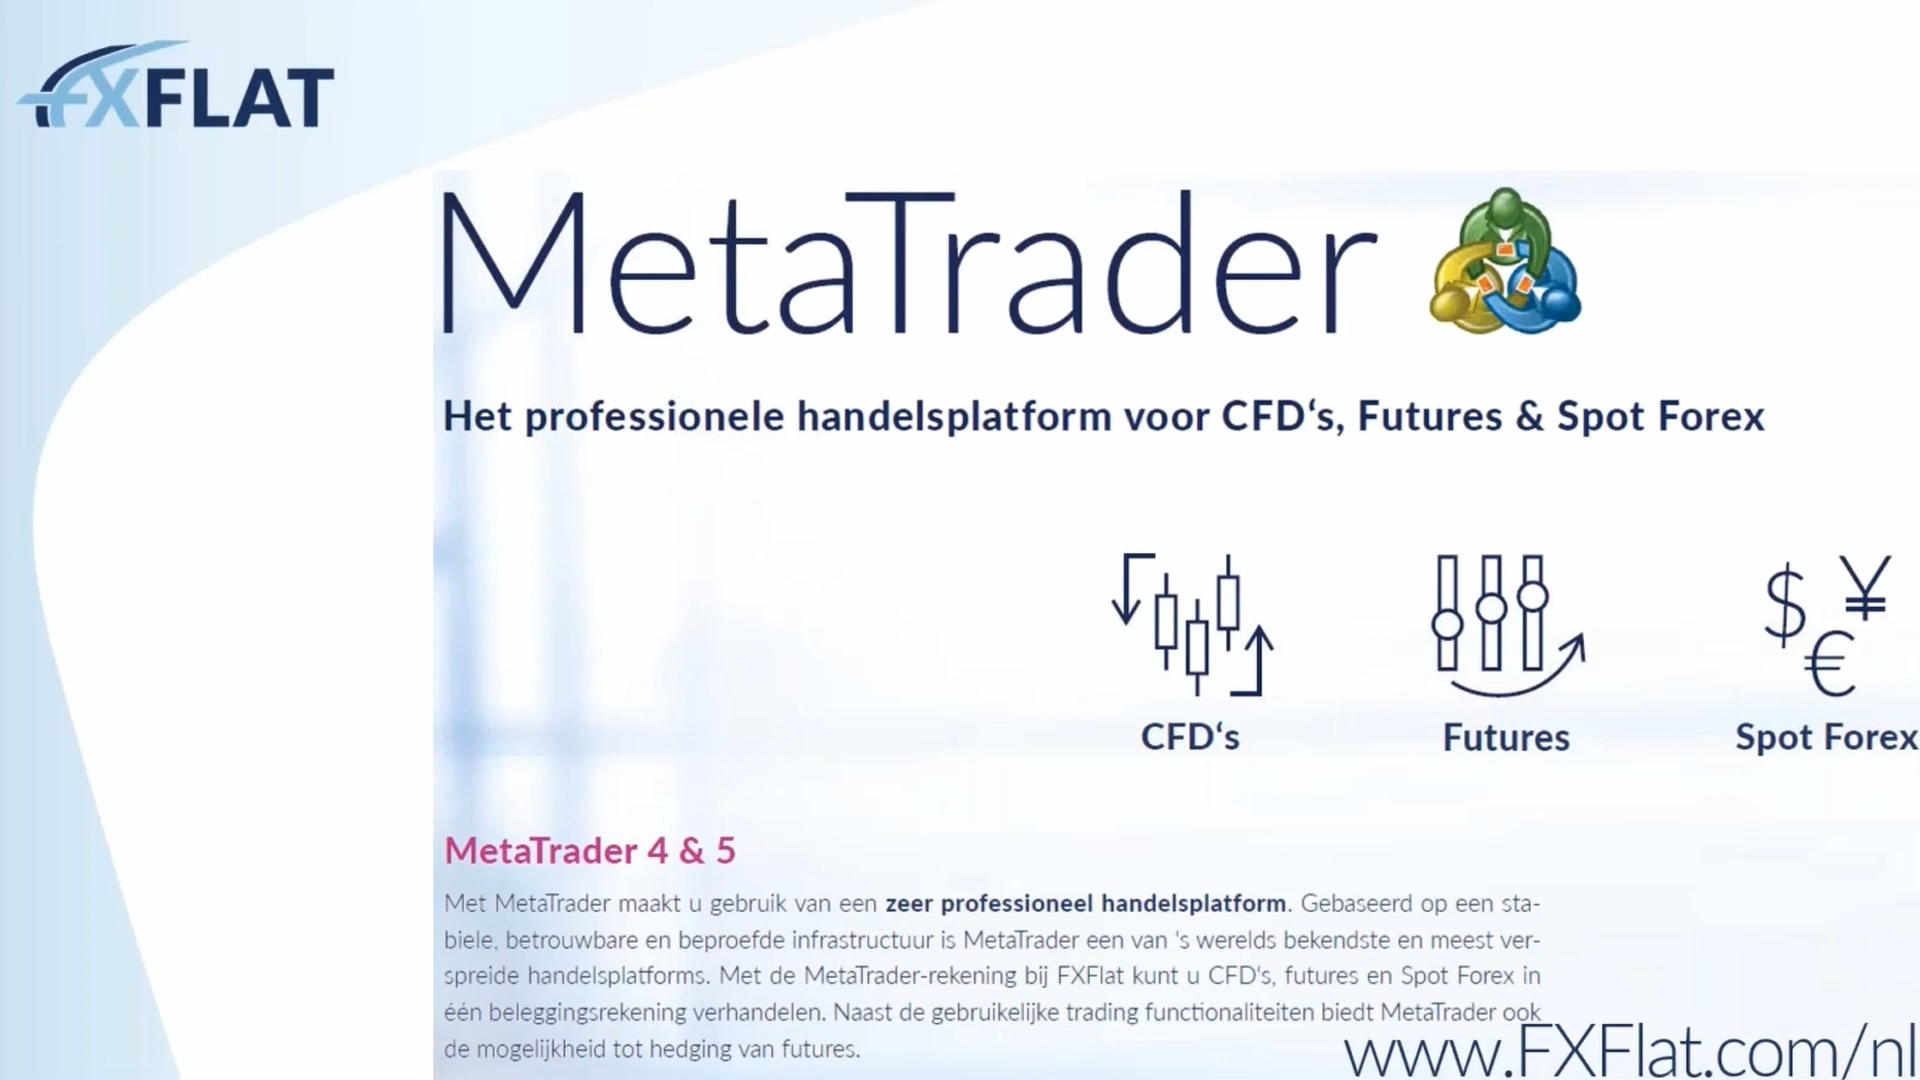 FXFLAT
MetaTrader
Het professionele handelsplatform voor CFD‘s, Futures & Spot Forex
$ ¥
€
CFD‘s Futures Spot Forex
MetaTrader 4 & 5
Met MetaTrader maakt u gebruik van een zeer professioneel handelsplatform. Gebaseerd op een sta-
biele, betrouwbare en beproefde infrastructuur is MetaTrader een van ‘s werelds bekendste en meest ver-
spreide handelsplatforms. Met de MetaTrader-rekening bij FXFlat kunt u CFD‘s, futures en Spot Forex in
één beleggingsrekening verhandelen. Naast de gebruikelijke trading functionaliteiten biedt MetaTrader ook
de mogelijkheid tot hedging van futures.
www.FXFlat.com/nl